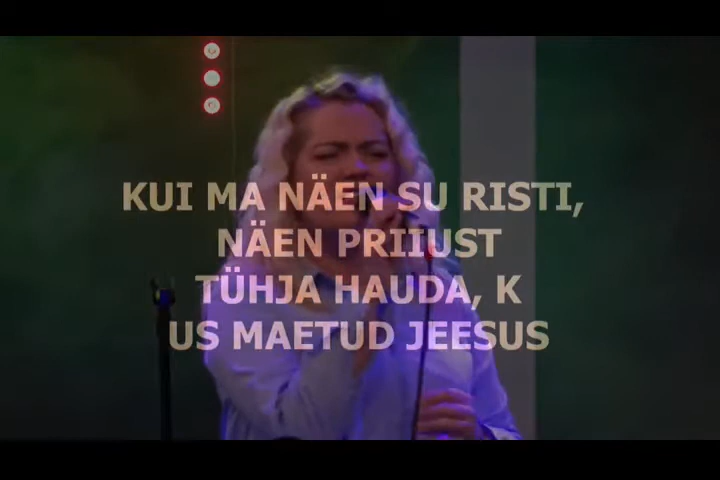 KUI MA NÄEN SU RISTI,
NÄEN PRIIUST
TÜHJA HAUDA, K
US MAETUD JEESUS